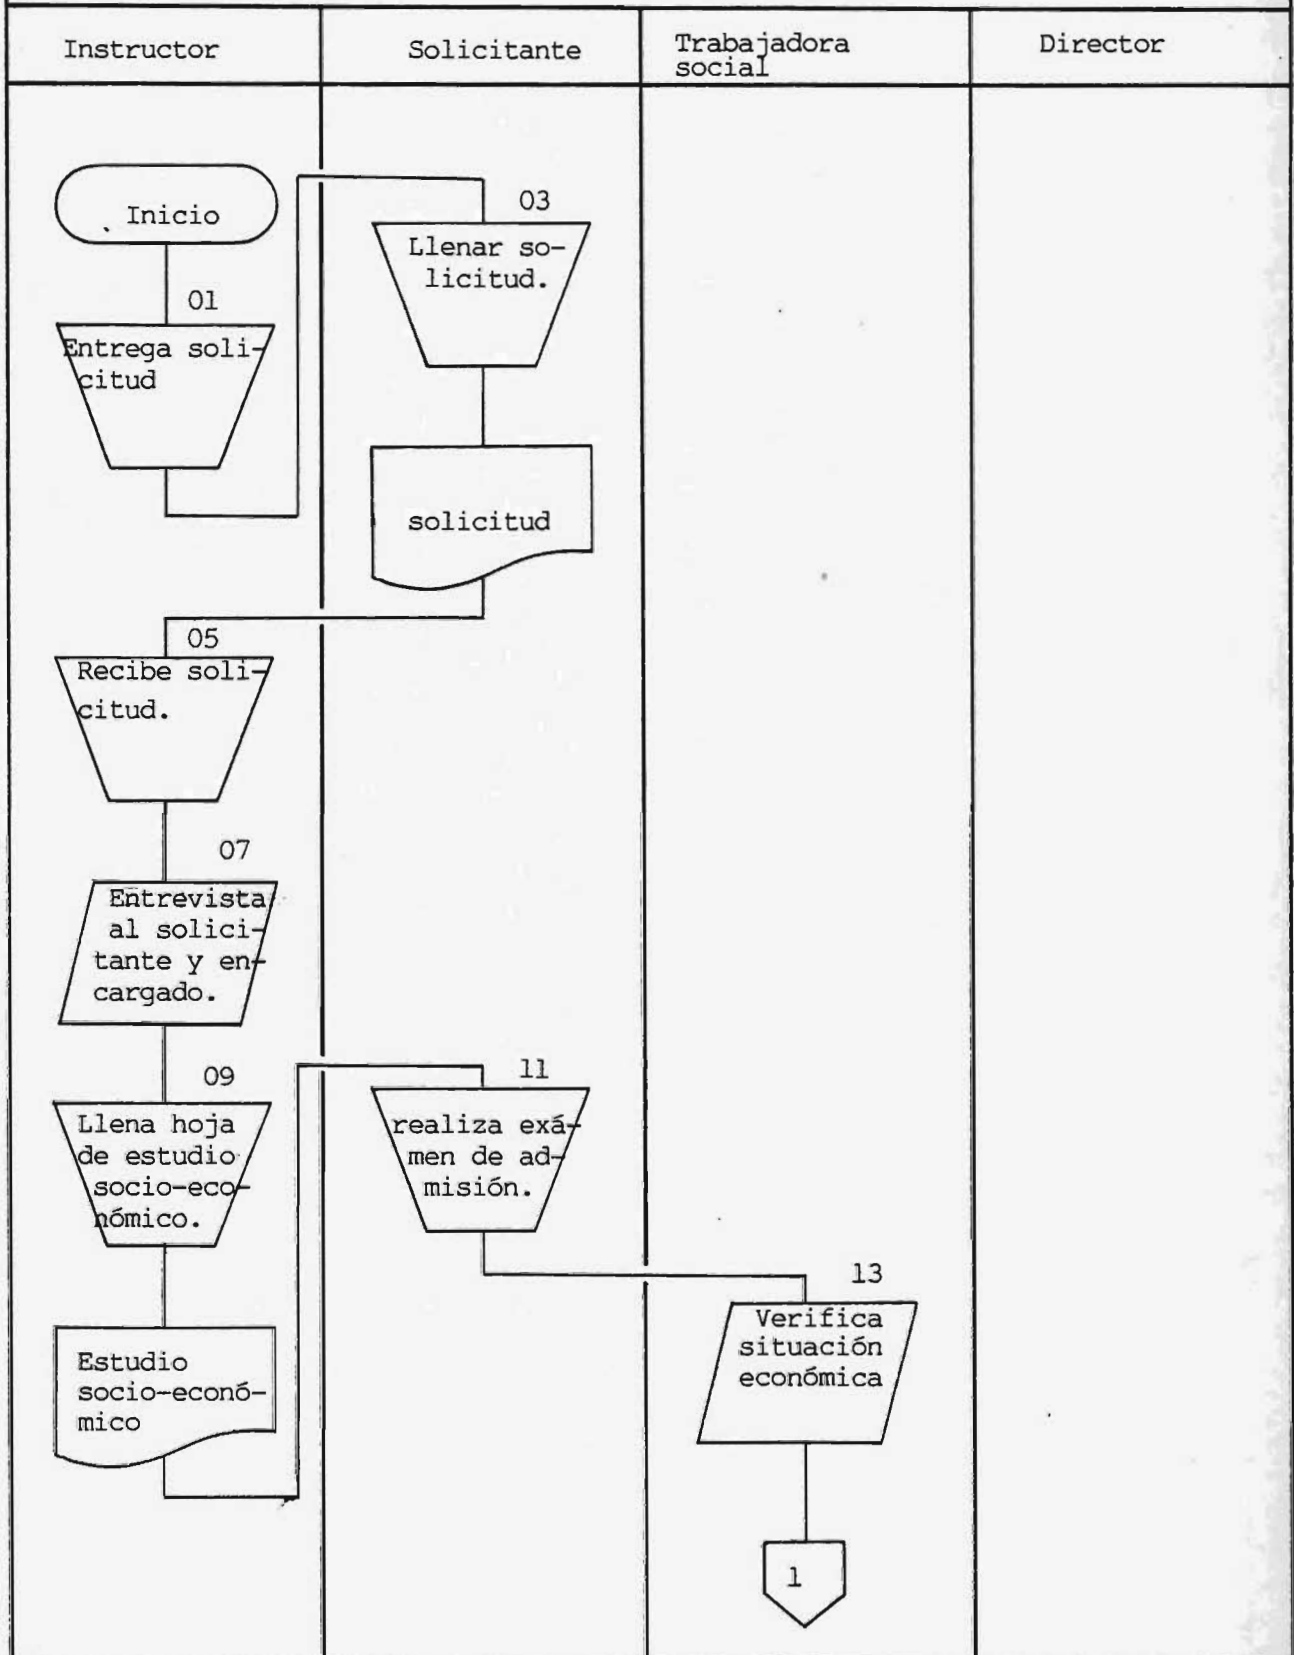 Instructor
Solicitante
Trabajadora
social
Director
Inicio
01
Entrega soli-
citud
03
Llenar so-
licitud.
solicitud
05
Recibe soli-
citud.
07
Entrevista
al solici-
tante y en-
cargado.
09
Llena hoja
de estudio
socio-eco-
nómico.
Estudio
socio-econó-
mico
11
realiza exá-
men de ad-
misión.
13
Verifica
situación
económica
1